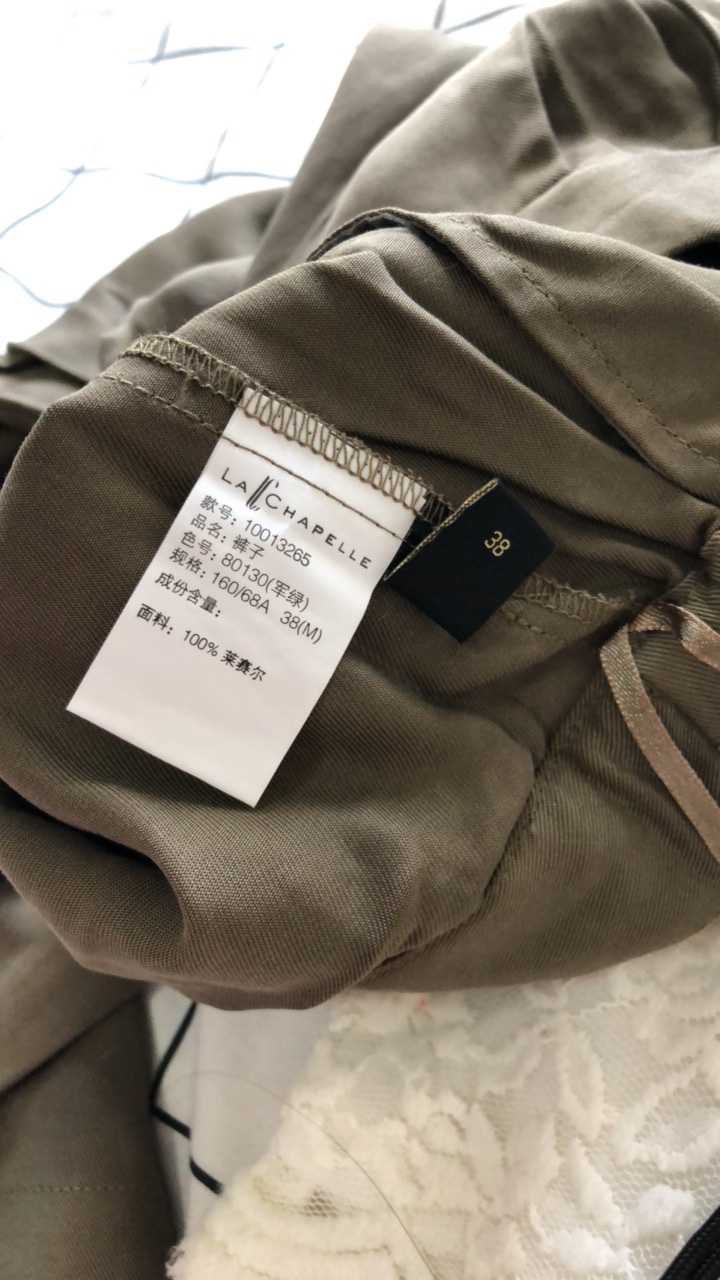 LA CHAPELLE
款号: 10013265
品名: 裤子
色号: 80130(军绿)
规格: 160/68A 38(M)
成份含量:
面料: 100% 莱赛尔
38